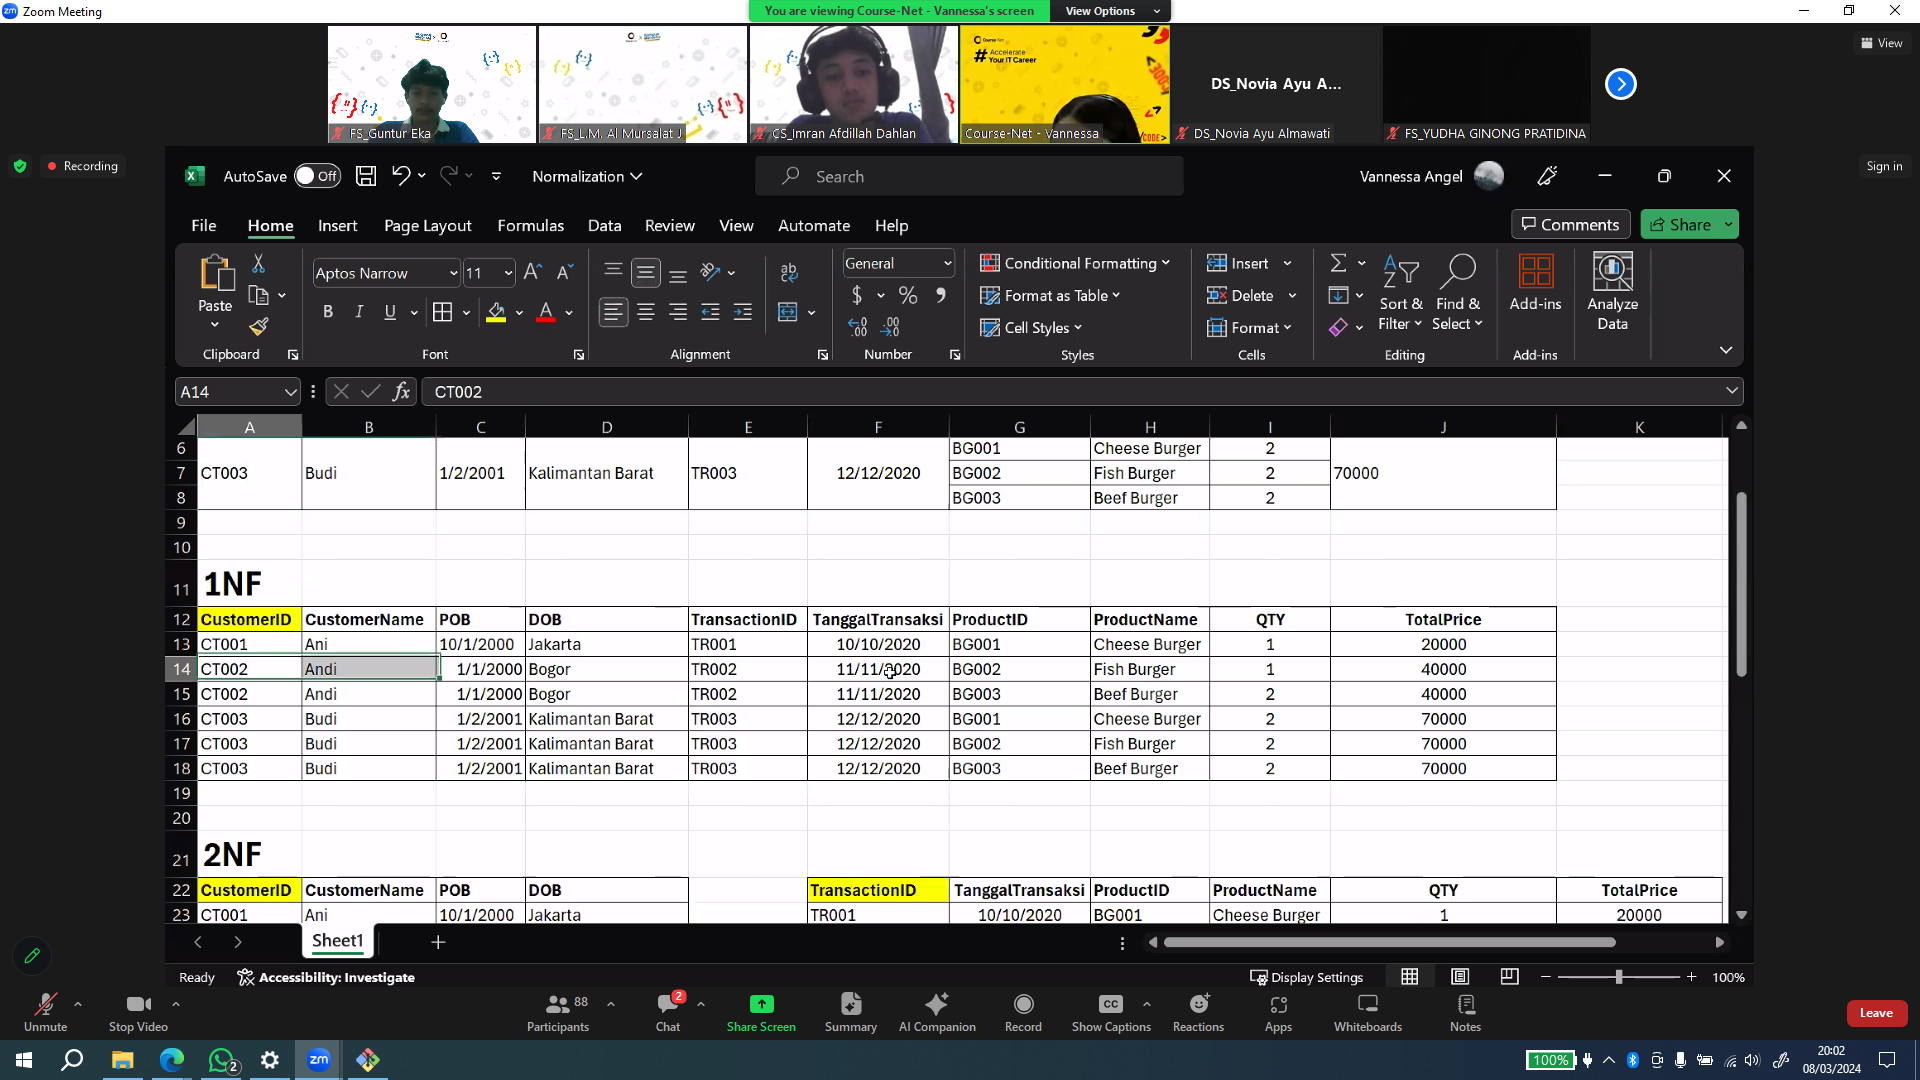 Zoom Meeting
You are viewing Course-Net - Vannessa's screen
View Options
View
Course-Net
# Accelerate
Your IT Career
DS_Novia Ayu A...
FS_Guntur Eka
FS_L.M. Al Mursalat J
CS_Imran Afdillah Dahlan
Course-Net - Vannessa
DS_Novia Ayu Almawati
FS_YUDHA GINONG PRATIDINA
Recording
Sign in
AutoSave Off
Normalization
Search
Vannessa Angel
File Home Insert Page Layout Formulas Data Review View Automate Help
Comments Share
Paste
Aptos Narrow 11
General
Conditional Formatting
Format as Table
Cell Styles
Insert
Delete
Format
Sort & Filter
Find & Select
Add-ins
Analyze Data
Clipboard Font Alignment Number Styles Cells Editing Add-ins
A14 fx CT002
A B C D E F G H I J K
6 BG001 Cheese Burger 2
7 CT003 Budi 1/2/2001 Kalimantan Barat TR003 12/12/2020 BG002 Fish Burger 2 70000
8 BG003 Beef Burger 2
9
10
11 1NF
12 CustomerID CustomerName POB DOB TransactionID TanggalTransaksi ProductID ProductName QTY TotalPrice
13 CT001 Ani 10/1/2000 Jakarta TR001 10/10/2020 BG001 Cheese Burger 1 20000
14 CT002 Andi 1/1/2000 Bogor TR002 11/11/2020 BG002 Fish Burger 1 40000
15 CT002 Andi 1/1/2000 Bogor TR002 11/11/2020 BG003 Beef Burger 2 40000
16 CT003 Budi 1/2/2001 Kalimantan Barat TR003 12/12/2020 BG001 Cheese Burger 2 70000
17 CT003 Budi 1/2/2001 Kalimantan Barat TR003 12/12/2020 BG002 Fish Burger 2 70000
18 CT003 Budi 1/2/2001 Kalimantan Barat TR003 12/12/2020 BG003 Beef Burger 2 70000
19
20
21 2NF
22 CustomerID CustomerName POB DOB TransactionID TanggalTransaksi ProductID ProductName QTY TotalPrice
23 CT001 Ani 10/1/2000 Jakarta TR001 10/10/2020 BG001 Cheese Burger 1 20000
Sheet1
Ready Accessibility: Investigate Display Settings 100%
Unmute Stop Video Participants 88 Chat 2 Share Screen Summary AI Companion Record Show Captions Reactions Apps Whiteboards Notes Leave
100% 20:02
08/03/2024